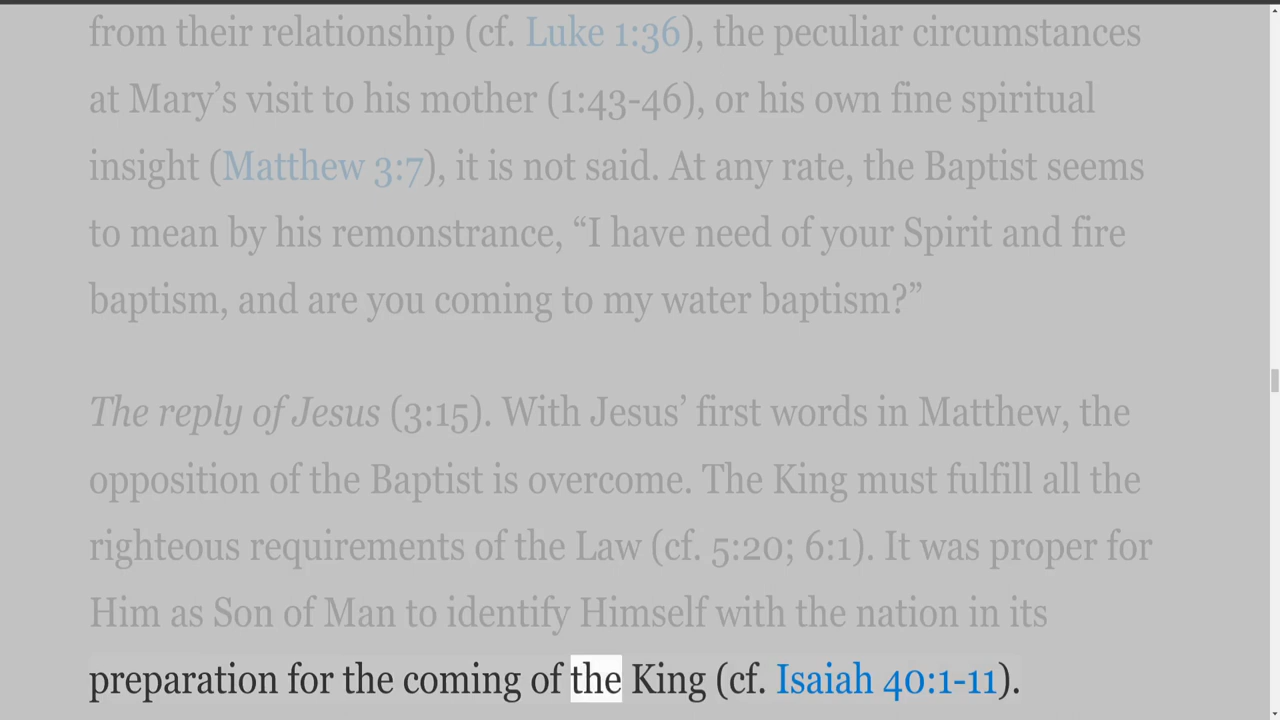 from their relationship (cf. Luke 1:36), the peculiar circumstances
at Mary’s visit to his mother (1:43-46), or his own fine spiritual
insight (Matthew 3:7), it is not said. At any rate, the Baptist seems
to mean by his remonstrance, “I have need of your Spirit and fire
baptism, and are you coming to my water baptism?”
The reply of Jesus (3:15). With Jesus’ first words in Matthew, the
opposition of the Baptist is overcome. The King must fulfill all the
righteous requirements of the Law (cf. 5:20; 6:1). It was proper for
Him as Son of Man to identify Himself with the nation in its
preparation for the coming of the King (cf. Isaiah 40:1-11).